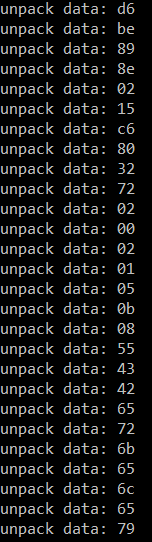 unpack data: d6
unpack data: be
unpack data: 89
unpack data: 8e
unpack data: 02
unpack data: 15
unpack data: c6
unpack data: 80
unpack data: 32
unpack data: 72
unpack data: 02
unpack data: 00
unpack data: 02
unpack data: 01
unpack data: 05
unpack data: 0b
unpack data: 08
unpack data: 55
unpack data: 43
unpack data: 42
unpack data: 65
unpack data: 72
unpack data: 6b
unpack data: 65
unpack data: 6c
unpack data: 65
unpack data: 79